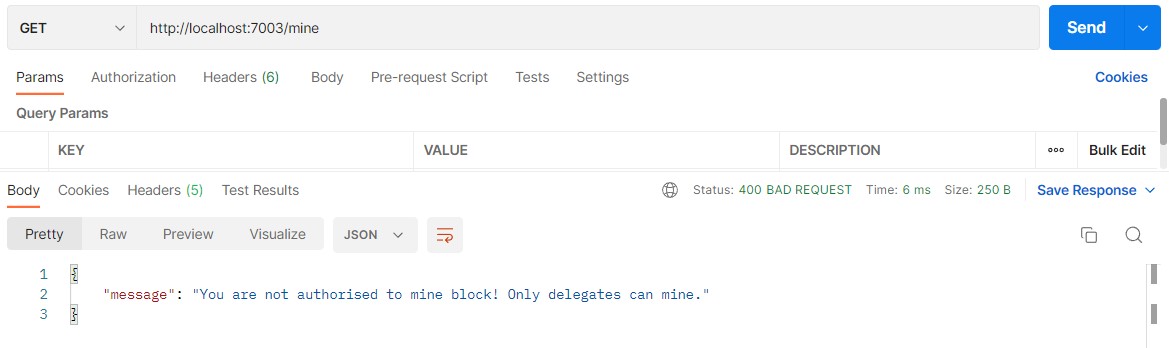 GET http://localhost:7003/mine Send
Params Authorization Headers (6) Body Pre-request Script Tests Settings Cookies
Query Params
KEY VALUE DESCRIPTION ooo Bulk Edit
Body Cookies Headers (5) Test Results Status: 400 BAD REQUEST Time: 6 ms Size: 250 B Save Response
Pretty Raw Preview Visualize JSON
1 {
2 "message": "You are not authorised to mine block! Only delegates can mine."
3 }